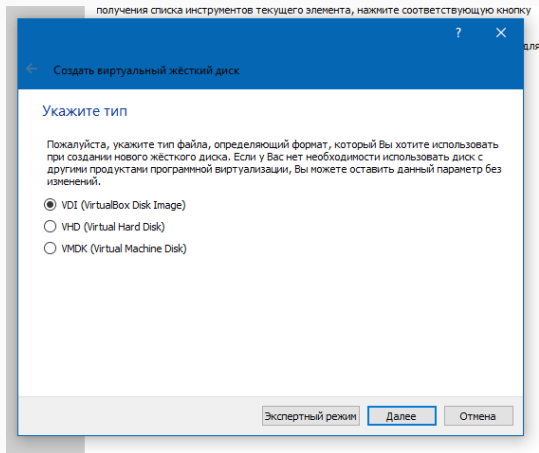 получения списка инструментов текущего элемента, нажмите соответствующую кнопку
?
для
Создать виртуальный жёсткий диск
Укажите тип
Пожалуйста, укажите тип файла, определяющий формат, который Вы хотите использовать
при создании нового жёсткого диска. Если у Вас нет необходимости использовать диск с
другими продуктами программной виртуализации, Вы можете оставить данный параметр без
изменений.
VDI (VirtualBox Disk Image)
VHD (Virtual Hard Disk)
VMDK (Virtual Machine Disk)
Экспертный режим Далее Отмена